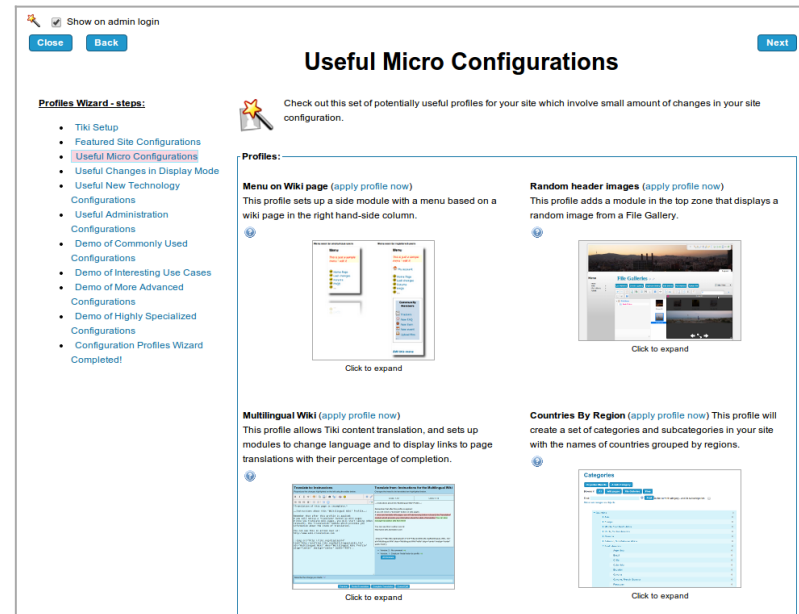 Show on admin login
Close
Back
Next
Useful Micro Configurations
Profiles Wizard - steps:
Tiki Setup
Featured Site Configurations
Useful Micro Configurations
Useful Changes in Display Mode
Useful New Technology
Configurations
Useful Administration
Configurations
Demo of Commonly Used
Configurations
Demo of Interesting Use Cases
Demo of More Advanced
Configurations
Demo of Highly Specialized
Configurations
Configuration Profiles Wizard
Completed!
Check out this set of potentially useful profiles for your site which involve small amount of changes in your site
configuration.
Profiles:
Menu on Wiki page (apply profile now)
This profile sets up a side module with a menu based on a
wiki page in the right hand-side column.
Click to expand
Random header images (apply profile now)
This profile adds a module in the top zone that displays a
random image from a File Gallery.
File Galleries
Click to expand
Multilingual Wiki (apply profile now)
This profile allows Tiki content translation, and sets up
modules to change language and to display links to page
translations with their percentage of completion.
Click to expand
Countries By Region (apply profile now) This profile will
create a set of categories and subcategories in your site
with the names of countries grouped by regions.
Categories
Click to expand